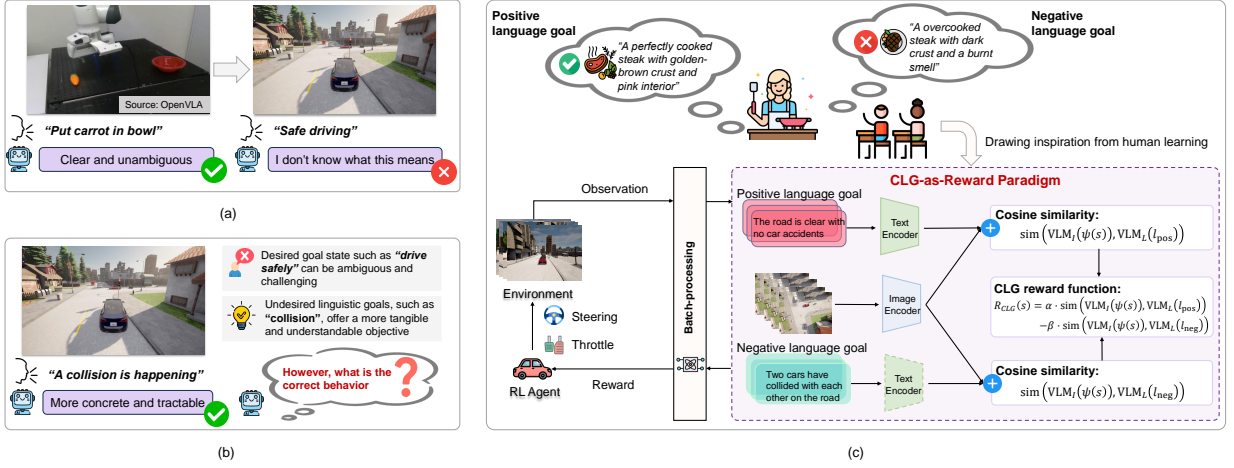 Source: OpenVLA
“Put carrot in bowl”
“Safe driving”
Clear and unambiguous
I don't know what this means
(a)
Desired goal state such as “drive
safely” can be ambiguous and
challenging
Undesired linguistic goals, such as
“collision”, offer a more tangible
and understandable objective
“A collision is happening”
More concrete and tractable
However, what is the
correct behavior
?
(b)
Positive
language goal
“A perfectly cooked
steak with golden-
brown crust and
pink interior”
Negative
language goal
“A overcooked
steak with dark
crust and a burnt
smell”
Drawing inspiration from human learning
Observation
Environment
Steering
Throttle
RL Agent
Reward
Batch-processing
CLG-as-Reward Paradigm
Positive language goal
The road is clear with
no car accidents
Text
Encoder
Image
Encoder
Negative language goal
Two cars have
collided with each
other on the road
Text
Encoder
Cosine similarity:
sim (VLM_I(ψ(s)), VLM_L(l_pos))
CLG reward function:
R_CLG(s) = α · sim (VLM_I(ψ(s)), VLM_L(l_pos))
−β · sim (VLM_I(ψ(s)), VLM_L(l_neg))
Cosine similarity:
sim (VLM_I(ψ(s)), VLM_L(l_neg))
(c)